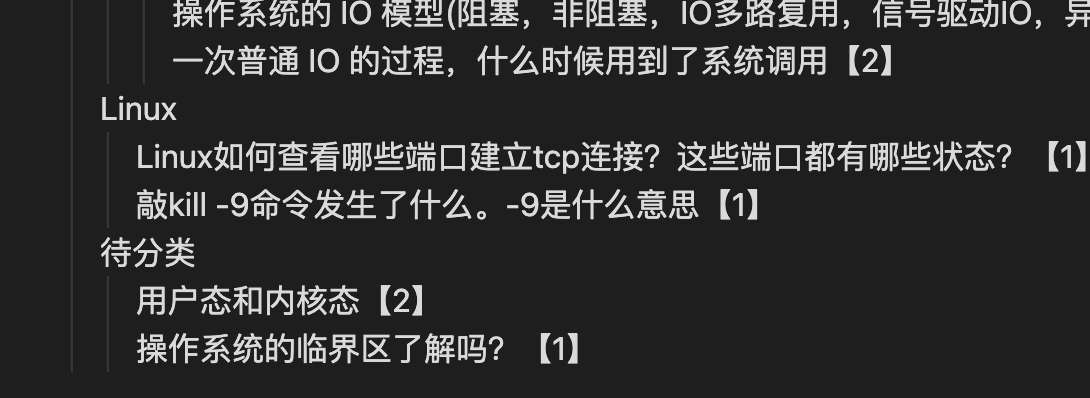 操作系统的 IO 模型(阻塞，非阻塞，IO多路复用，信号驱动IO，异
一次普通 IO 的过程，什么时候用到了系统调用【2】
Linux
Linux如何查看哪些端口建立tcp连接？这些端口都有哪些状态？【1】
敲kill -9命令发生了什么。-9是什么意思【1】
待分类
用户态和内核态【2】
操作系统的临界区了解吗？【1】